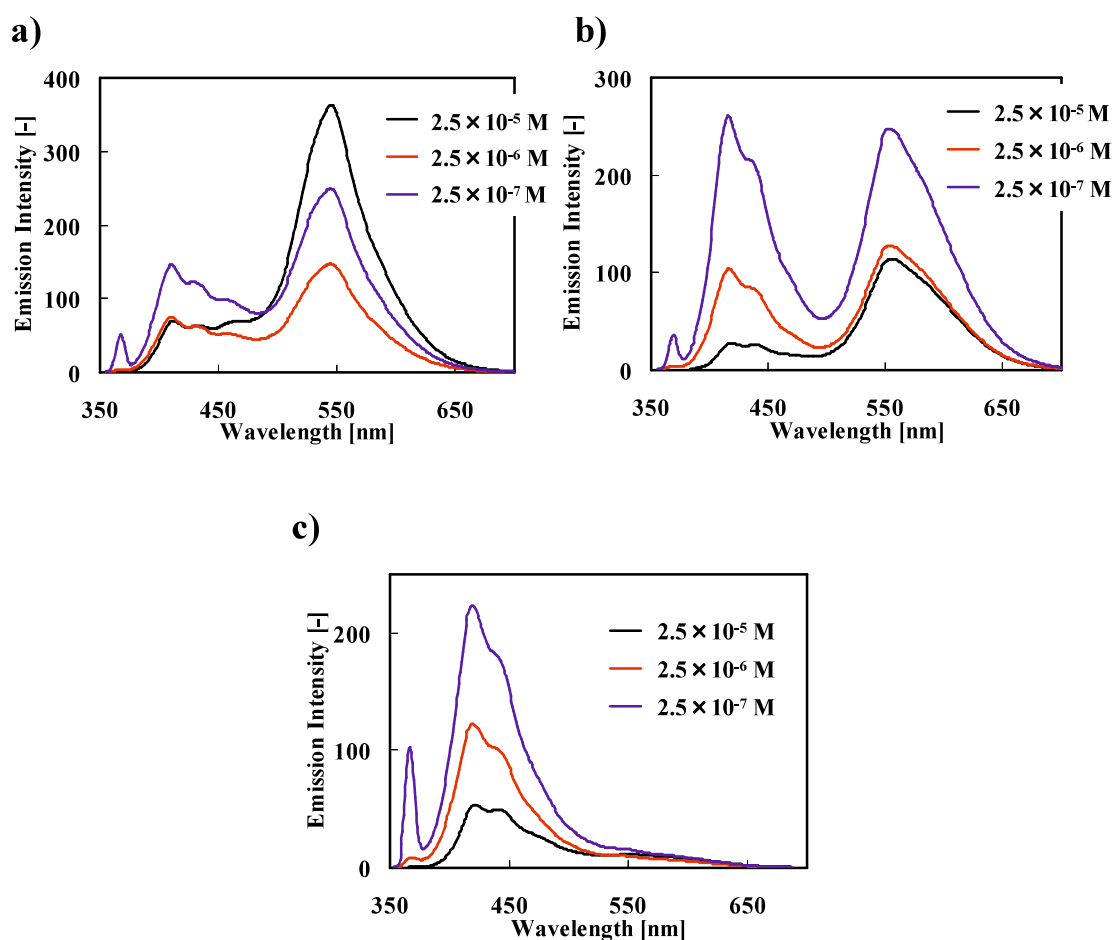 a)
Emission Intensity [-]
400
300
200
100
0
2.5×10⁻⁵ M
2.5×10⁻⁶ M
2.5×10⁻⁷ M
350 450 550 650
Wavelength [nm]
b)
Emission Intensity [-]
300
200
100
0
2.5×10⁻⁵ M
2.5×10⁻⁶ M
2.5×10⁻⁷ M
350 450 550 650
Wavelength [nm]
c)
Emission Intensity [-]
200
100
0
2.5×10⁻⁵ M
2.5×10⁻⁶ M
2.5×10⁻⁷ M
350 450 550 650
Wavelength [nm]